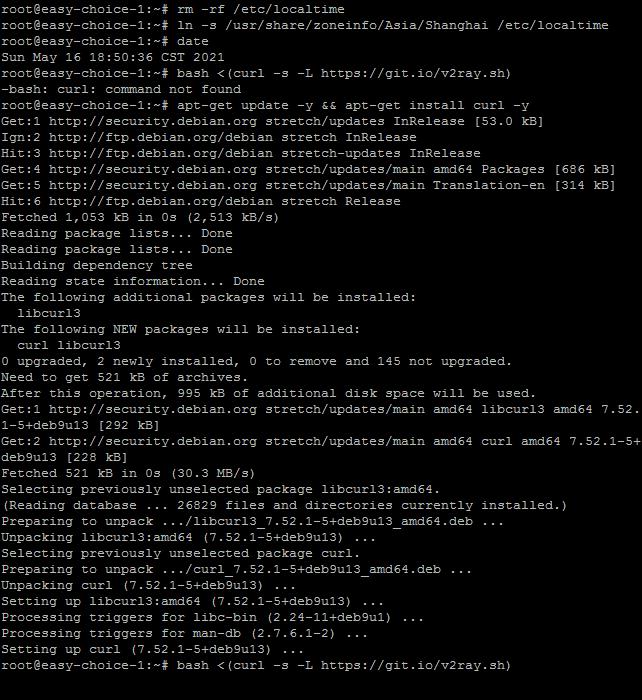 root@easy-choice-1:~# rm -rf /etc/localtime
root@easy-choice-1:~# ln -s /usr/share/zoneinfo/Asia/Shanghai /etc/localtime
root@easy-choice-1:~# date
Sun May 16 18:50:36 CST 2021
root@easy-choice-1:~# bash <(curl -s -L https://git.io/v2ray.sh)
-bash: curl: command not found
root@easy-choice-1:~# apt-get update -y && apt-get install curl -y
Get:1 http://security.debian.org stretch/updates InRelease [53.0 kB]
Ign:2 http://ftp.debian.org/debian stretch InRelease
Hit:3 http://ftp.debian.org/debian stretch-updates InRelease
Get:4 http://security.debian.org stretch/updates/main amd64 Packages [686 kB]
Get:5 http://security.debian.org stretch/updates/main Translation-en [314 kB]
Hit:6 http://ftp.debian.org/debian stretch Release
Fetched 1,053 kB in 0s (2,513 kB/s)
Reading package lists... Done
Reading package lists... Done
Building dependency tree
Reading state information... Done
The following additional packages will be installed:
  libcurl3
The following NEW packages will be installed:
  curl libcurl3
0 upgraded, 2 newly installed, 0 to remove and 145 not upgraded.
Need to get 521 kB of archives.
After this operation, 995 kB of additional disk space will be used.
Get:1 http://security.debian.org stretch/updates/main amd64 libcurl3 amd64 7.52.
1-5+deb9u13 [292 kB]
Get:2 http://security.debian.org stretch/updates/main amd64 curl amd64 7.52.1-5+
deb9u13 [228 kB]
Fetched 521 kB in 0s (30.3 MB/s)
Selecting previously unselected package libcurl3:amd64.
(Reading database ... 26829 files and directories currently installed.)
Preparing to unpack .../libcurl3_7.52.1-5+deb9u13_amd64.deb ...
Unpacking libcurl3:amd64 (7.52.1-5+deb9u13) ...
Selecting previously unselected package curl.
Preparing to unpack .../curl_7.52.1-5+deb9u13_amd64.deb ...
Unpacking curl (7.52.1-5+deb9u13) ...
Setting up libcurl3:amd64 (7.52.1-5+deb9u13) ...
Processing triggers for libc-bin (2.24-11+deb9u1) ...
Processing triggers for man-db (2.7.6.1-2) ...
Setting up curl (7.52.1-5+deb9u13) ...
root@easy-choice-1:~# bash <(curl -s -L https://git.io/v2ray.sh)